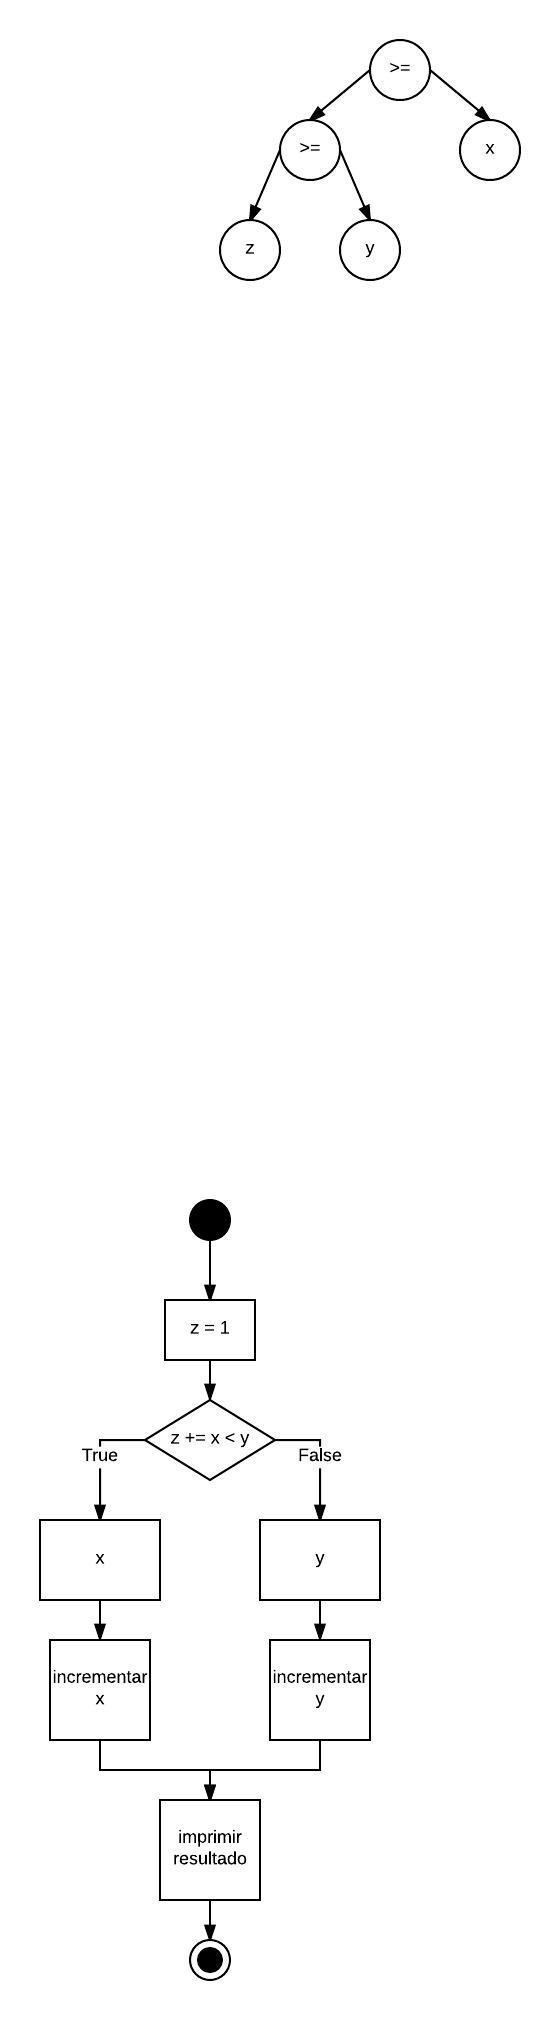 >=
>=
x
z
y
z = 1
z += x < y
True
False
x
y
incrementar
x
incrementar
y
imprimir
resultado